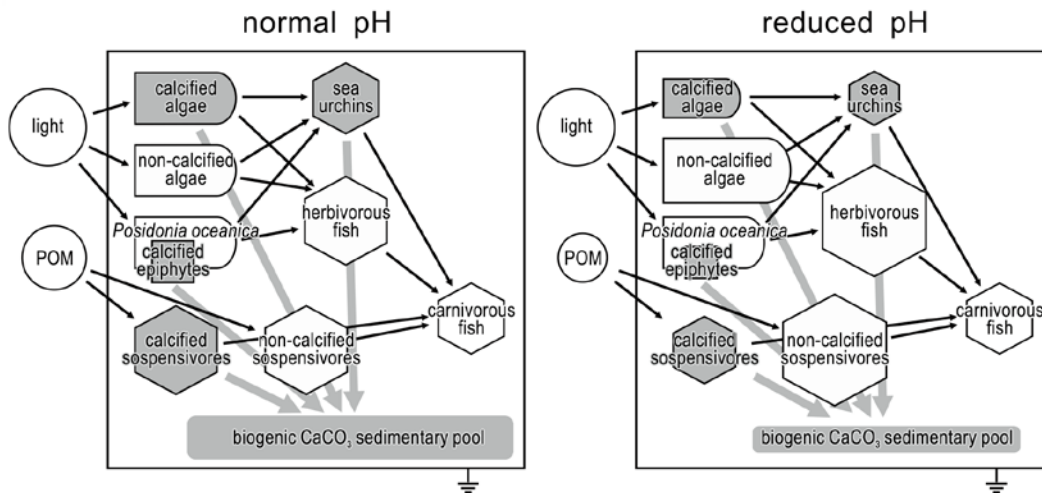 normal pH
calcified
algae
sea
urchins
light
non-calcified
algae
herbivorous
fish
Posidonia oceanica
calcified
epiphytes
POM
carnivorous
fish
calcified
sospensivores
non-calcified
sospensivores
biogenic CaCO₃ sedimentary pool
reduced pH
calcified
algae
sea
urchins
light
non-calcified
algae
herbivorous
fish
Posidonia oceanica
calcified
epiphytes
POM
carnivorous
fish
calcified
sospensivores
non-calcified
sospensivores
biogenic CaCO₃ sedimentary pool